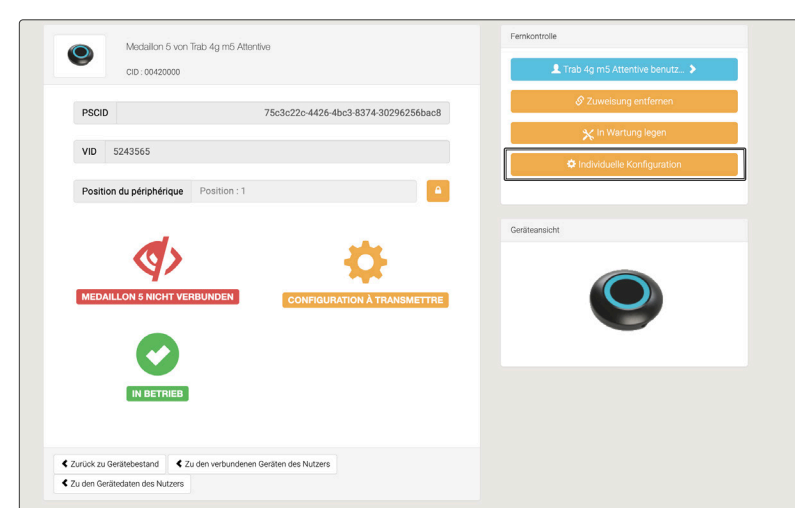 Medaillon 5 von Trab 4g m5 Attentive
CID : 00420000
PSCID 75c3c22c-4426-4bc3-8374-30296256bac8
VID 5243565
Position du périphérique Position : 1
MEDAILLON 5 NICHT VERBUNDEN
CONFIGURATION À TRANSMETTRE
IN BETRIEB
Zurück zu Gerätebestand
Zu den verbundenen Geräten des Nutzers
Zu den Gerätedaten des Nutzers
Fernkontrolle
Trab 4g m5 Attentive benutz...
Zuweisung entfernen
In Wartung legen
Individuelle Konfiguration
Geräteansicht